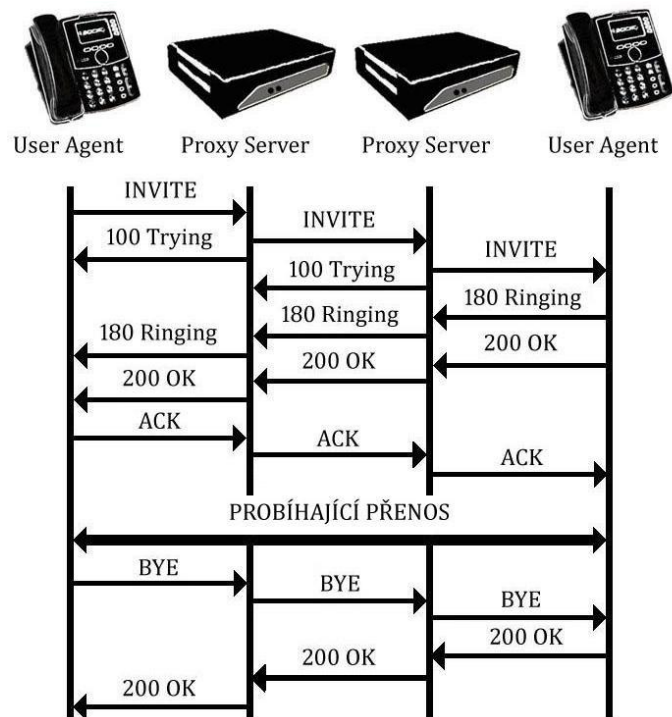 User Agent Proxy Server Proxy Server User Agent
INVITE
INVITE
100 Trying
INVITE
100 Trying
180 Ringing
180 Ringing
180 Ringing
200 OK
200 OK
200 OK
ACK
ACK
ACK
PROBÍHAJÍCÍ PŘENOS
BYE
BYE
BYE
200 OK
200 OK
200 OK